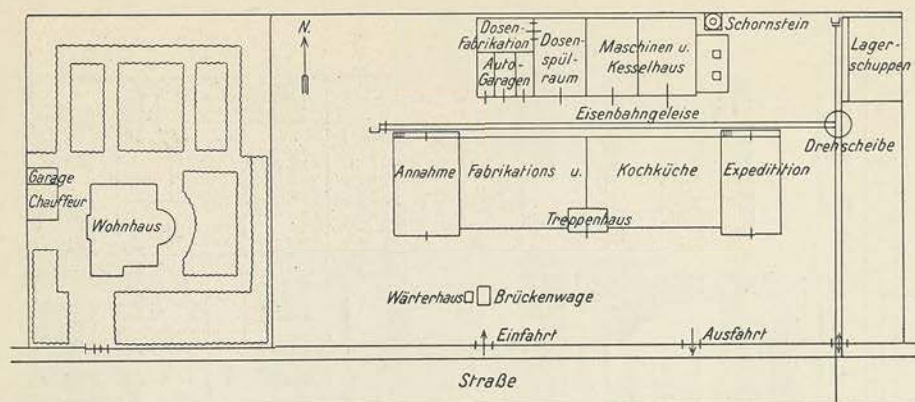 N.
Dosen-
Fabrikation
Auto-
Garagen
Dosen-
spül-
raum
Maschinen u.
Kesselhaus
Schornstein
Lager-
schuppen
Eisenbahngeleise
Drehscheibe
Garage
Chauffeur
Wohnhaus
Annahme
Fabrikations u.
Kochküche
Expeditition
Treppenhaus
Wärterhaus
Brückenwage
Einfahrt
Ausfahrt
Straße